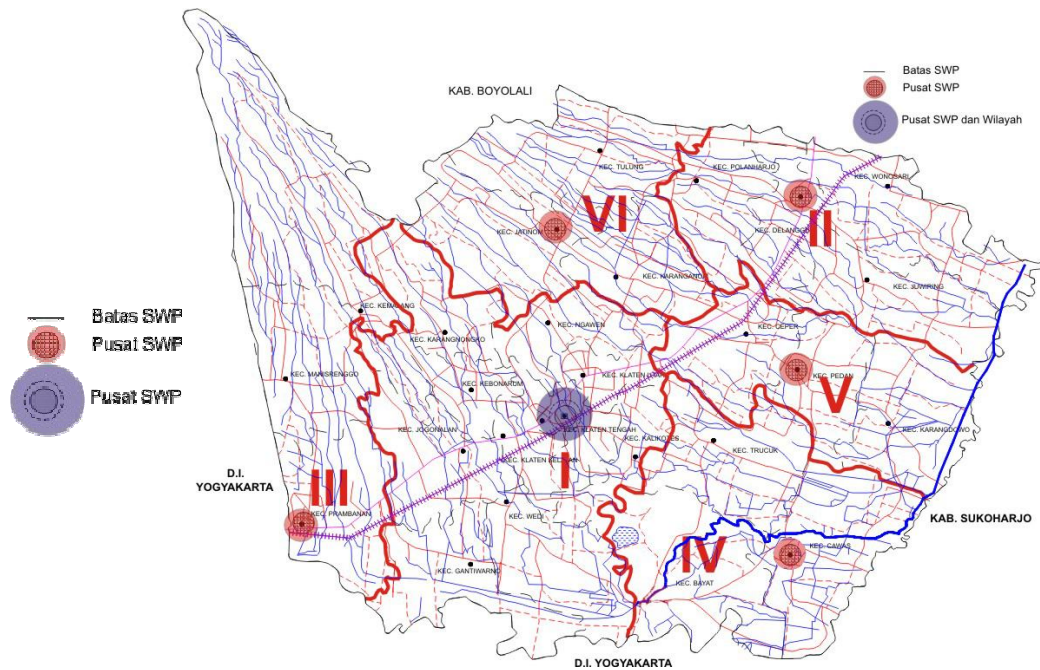 KAB. BOYOLALI
Batas SWP
Pusat SWP
Pusat SWP dan Wilayah
KEC. TULUNG
KEC. POLANHARJO
KEC. WONOSARI
KEC. JATINOM
VI
KEC. DELANGGU
II
KEC. KARANGANOM
KEC. JUWIRING
KEC. KEMALANG
Batas SWP
Pusat SWP
Pusat SWP
KEC. KARANGNONGKO
KEC. NGAWEN
KEC. CEPER
KEC. MANISRENGGO
KEC. KEBONARUM
KEC. KLATEN UTARA
KEC. PEDAN
V
KEC. JOGONALAN
KEC. KLATEN TENGAH
KEC. KALIKOTES
KEC. TRUCUK
KEC. KARANGDOWO
KEC. KLATEN SELATAN
I
D.I.
YOGYAKARTA
III
KEC. PRAMBANAN
KEC. WEDI
KAB. SUKOHARJO
KEC. GANTIWARNO
IV
KEC. BAYAT
KEC. CAWAS
D.I. YOGYAKARTA